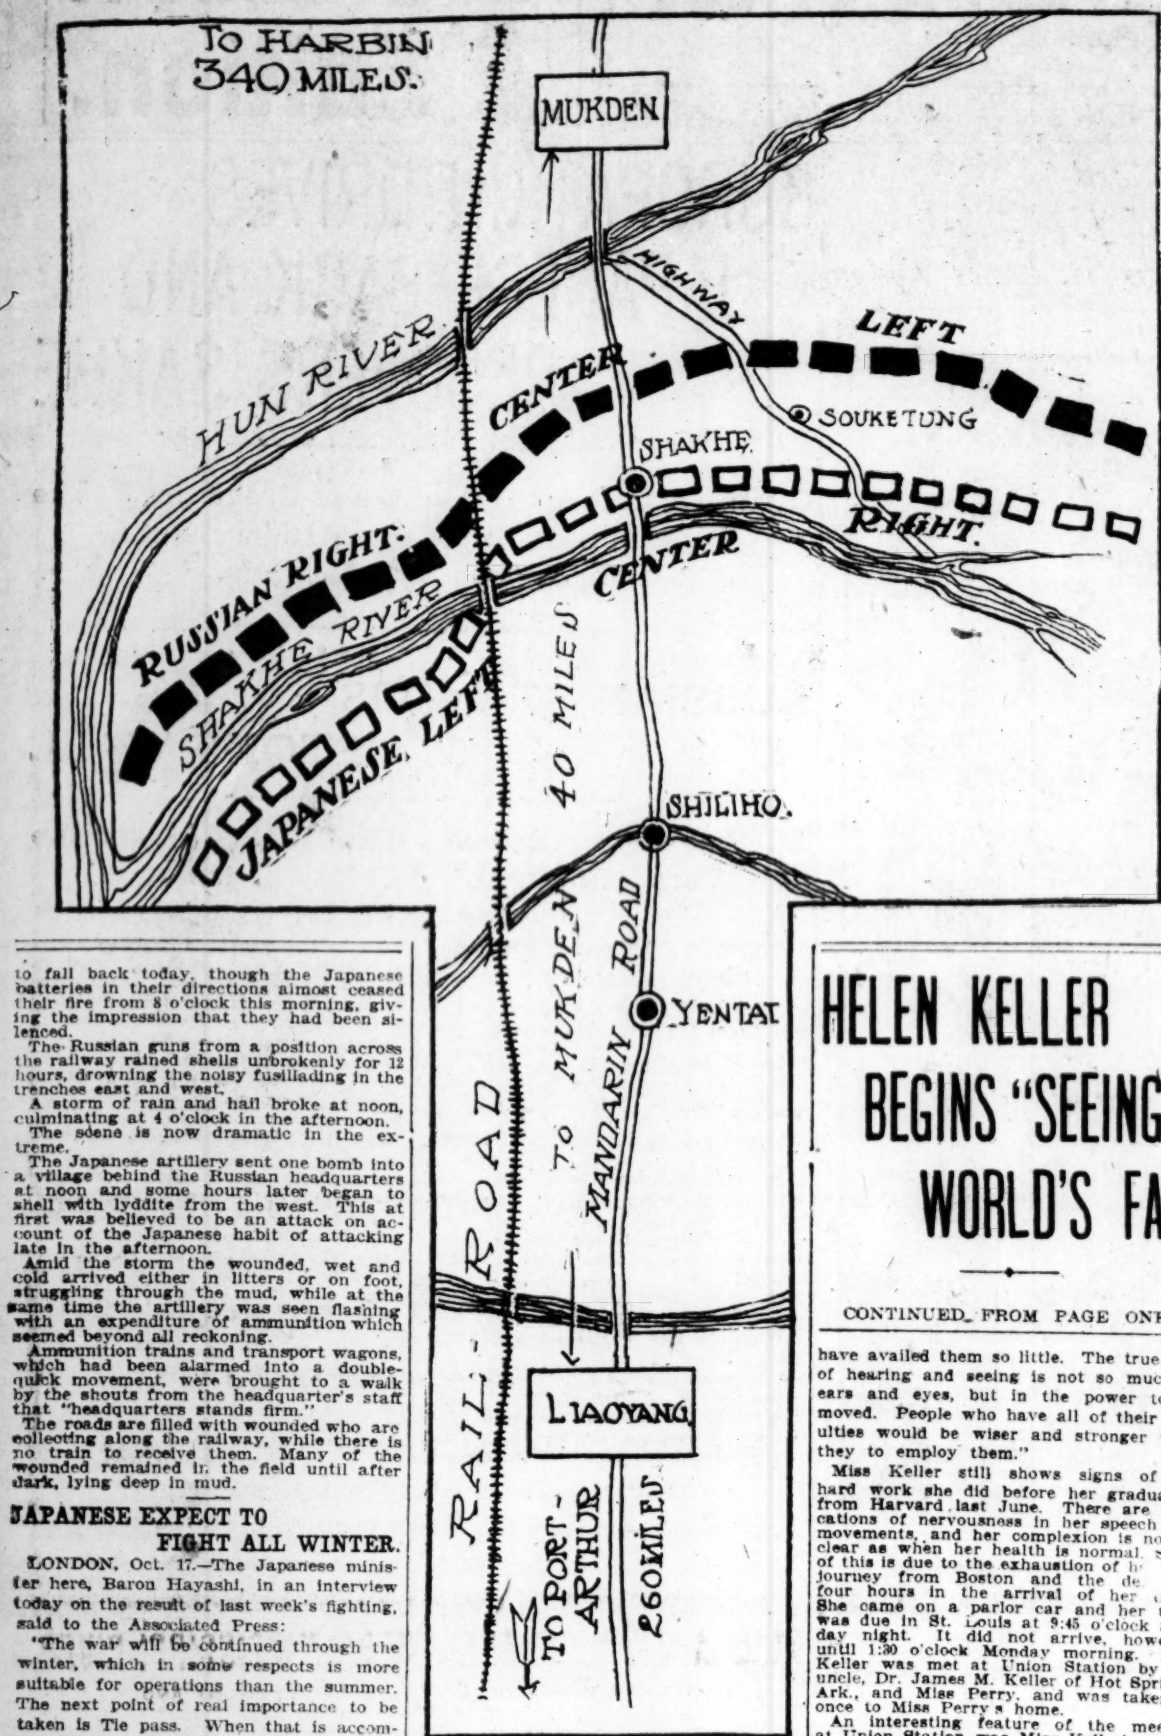 TO HARBIN
340 MILES.
MUKDEN
HIGHWAY
HUN RIVER
LEFT
CENTER
SOUKETUNG
SHAKHE
RIGHT.
CENTER
RUSSIAN RIGHT.
SHAKHE RIVER
JAPANESE LEFT
40 MILES
TO MUKDEN
SHILIHO.
MANDARIN ROAD
YENTAI
RAIL-ROAD
LIAOYANG
TO PORT-
ARTHUR
260 MILES
to fall back today, though the Japanese
batteries in their directions almost ceased
their fire from 8 o'clock this morning, giv-
ing the impression that they had been si-
lenced.
The Russian guns from a position across
the railway rained shells unbrokenly for 12
hours, drowning the noisy fusillading in the
trenches east and west.
A storm of rain and hail broke at noon,
culminating at 4 o'clock in the afternoon.
The scene is now dramatic in the ex-
treme.
The Japanese artillery sent one bomb into
a village behind the Russian headquarters
at noon and some hours later began to
shell with lyddite from the west. This at
first was believed to be an attack on ac-
count of the Japanese habit of attacking
late in the afternoon.
Amid the storm the wounded, wet and
cold arrived either in litters or on foot,
struggling through the mud, while at the
same time the artillery was seen flashing
with an expenditure of ammunition which
seemed beyond all reckoning.
Ammunition trains and transport wagons,
which had been alarmed into a double-
quick movement, were brought to a walk
by the shouts from the headquarter's staff
that "headquarters stands firm."
The roads are filled with wounded who are
collecting along the railway, while there is
no train to receive them. Many of the
wounded remained in the field until after
dark, lying deep in mud.
JAPANESE EXPECT TO
FIGHT ALL WINTER.
LONDON, Oct. 17.—The Japanese minis-
ter here, Baron Hayashi, in an interview
today on the result of last week's fighting,
said to the Associated Press:
"The war will be continued through the
winter, which in some respects is more
suitable for operations than the summer.
The next point of real importance to be
taken is Tie pass. When that is accom-
HELEN KELLER
BEGINS "SEEING
WORLD'S FA
CONTINUED FROM PAGE ONE
have availed them so little. The true
of hearing and seeing is not so muc
ears and eyes, but in the power to
moved. People who have all of their
ulties would be wiser and stronger
they to employ them."
Miss Keller still shows signs of
hard work she did before her gradua
from Harvard last June. There are
cations of nervousness in her speech
movements, and her complexion is no
clear as when her health is normal.
of this is due to the exhaustion of h
journey from Boston and the de
four hours in the arrival of her
She came on a parlor car and her
was due in St. Louis at 9:45 o'clock
day night. It did not arrive, howe
until 1:30 o'clock Monday morning.
Keller was met at Union Station by
uncle, Dr. James M. Keller of Hot Spri
Ark., and Miss Perry, and was taken
once to Miss Perry's home.
An interesting feature of the me